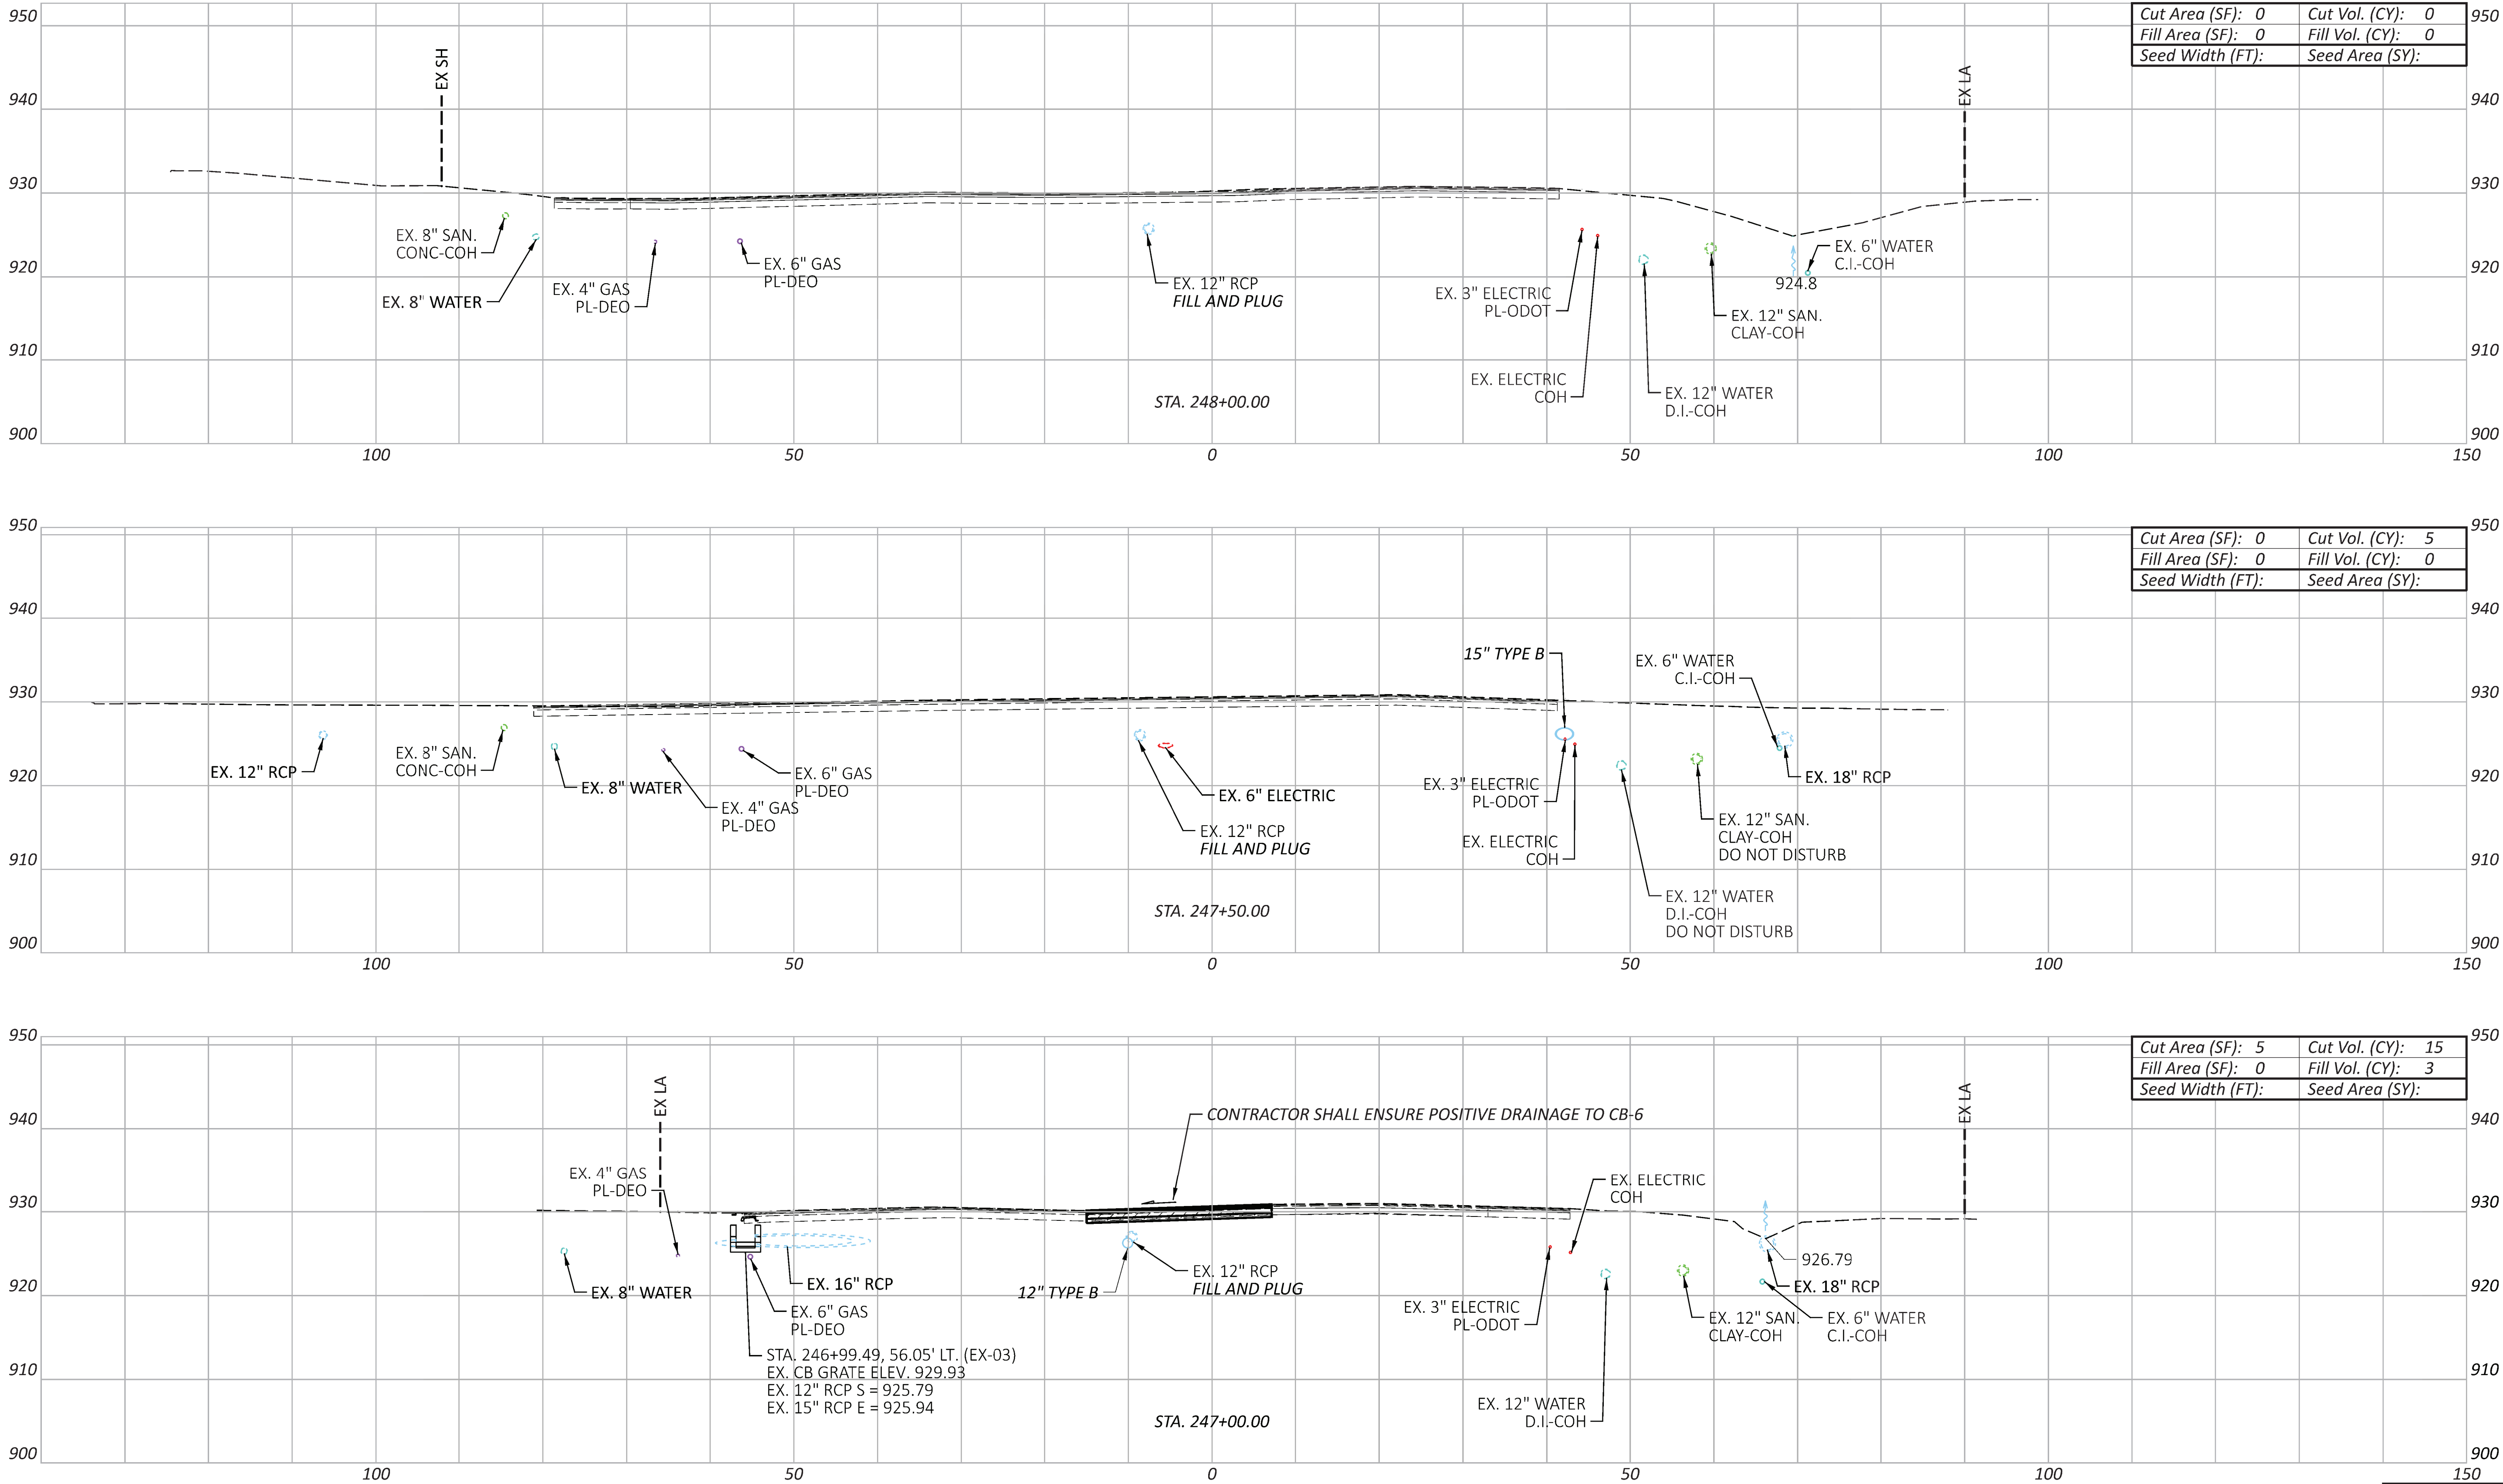 950
940
930
920
910
900
EX SH
EX LA
Cut Area (SF): 0 Cut Vol. (CY): 0
Fill Area (SF): 0 Fill Vol. (CY): 0
Seed Width (FT): Seed Area (SY):
950
940
930
920
910
900
EX. 8" SAN.
CONC-COH
EX. 8" WATER
EX. 4" GAS
PL-DEO
EX. 6" GAS
PL-DEO
EX. 12" RCP
FILL AND PLUG
EX. 3" ELECTRIC
PL-ODOT
EX. ELECTRIC
COH
EX. 12" WATER
D.I.-COH
EX. 12" SAN.
CLAY-COH
924.8
EX. 6" WATER
C.I.-COH
STA. 248+00.00
100 50 0 50 100 150
950
940
930
920
910
900
Cut Area (SF): 0 Cut Vol. (CY): 5
Fill Area (SF): 0 Fill Vol. (CY): 0
Seed Width (FT): Seed Area (SY):
950
940
930
920
910
900
EX. 12" RCP
EX. 8" SAN.
CONC-COH
EX. 8" WATER
EX. 4" GAS
PL-DEO
EX. 6" GAS
PL-DEO
EX. 6" ELECTRIC
EX. 12" RCP
FILL AND PLUG
15" TYPE B
EX. 3" ELECTRIC
PL-ODOT
EX. ELECTRIC
COH
EX. 12" WATER
D.I.-COH
DO NOT DISTURB
EX. 12" SAN.
CLAY-COH
DO NOT DISTURB
EX. 6" WATER
C.I.-COH
EX. 18" RCP
STA. 247+50.00
100 50 0 50 100 150
950
940
930
920
910
900
Cut Area (SF): 5 Cut Vol. (CY): 15
Fill Area (SF): 0 Fill Vol. (CY): 3
Seed Width (FT): Seed Area (SY):
950
940
930
920
910
900
EX LA
EX LA
CONTRACTOR SHALL ENSURE POSITIVE DRAINAGE TO CB-6
EX. 4" GAS
PL-DEO
EX. 8" WATER
EX. 16" RCP
EX. 6" GAS
PL-DEO
STA. 246+99.49, 56.05' LT. (EX-03)
EX. CB GRATE ELEV. 929.93
EX. 12" RCP S = 925.79
EX. 15" RCP E = 925.94
12" TYPE B
EX. 12" RCP
FILL AND PLUG
EX. ELECTRIC
COH
EX. 3" ELECTRIC
PL-ODOT
EX. 12" WATER
D.I.-COH
EX. 12" SAN.
CLAY-COH
926.79
EX. 18" RCP
EX. 6" WATER
C.I.-COH
STA. 247+00.00
100 50 0 50 100 150